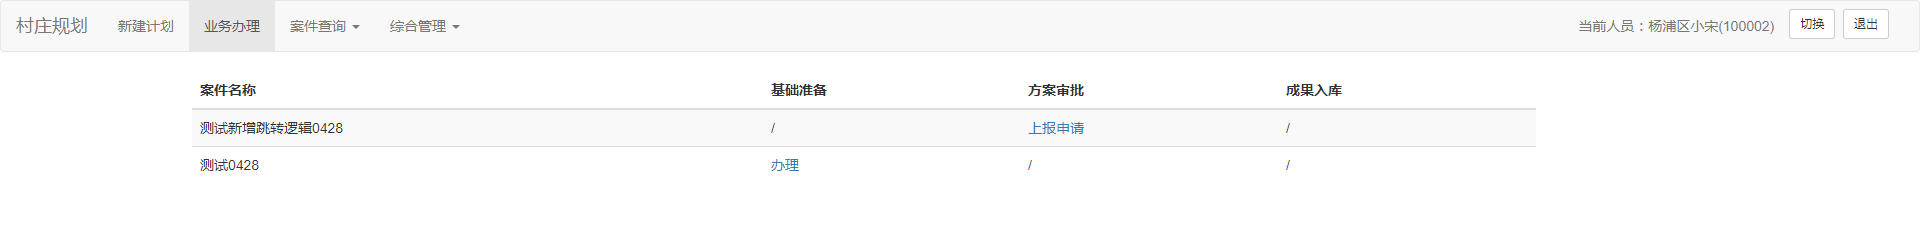 村庄规划 新建计划 业务办理 案件查询 综合管理 当前人员：杨浦区小宋(100002) 切换 退出
案件名称 基础准备 方案审批 成果入库
测试新增跳转逻辑0428 / 上报申请 /
测试0428 办理 / /